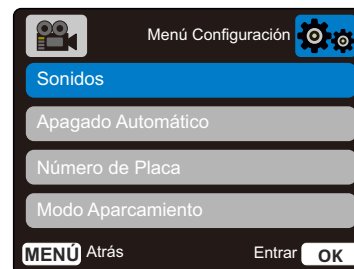 Menú Configuración
Sonidos
Apagado Automático
Número de Placa
Modo Aparcamiento
MENÚ Atrás Entrar OK